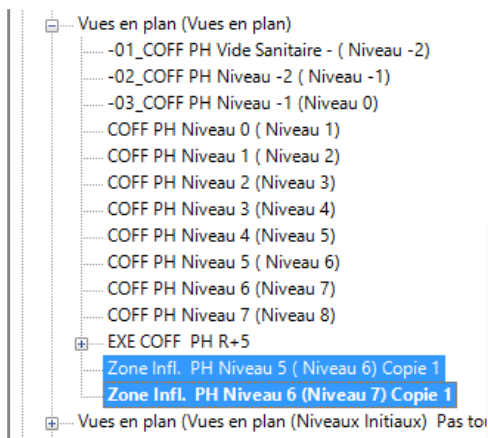 Vues en plan (Vues en plan)
-01_COFF PH Vide Sanitaire - ( Niveau -2)
-02_COFF PH Niveau -2 ( Niveau -1)
-03_COFF PH Niveau -1 (Niveau 0)
COFF PH Niveau 0 ( Niveau 1)
COFF PH Niveau 1 ( Niveau 2)
COFF PH Niveau 2 (Niveau 3)
COFF PH Niveau 3 (Niveau 4)
COFF PH Niveau 4 (Niveau 5)
COFF PH Niveau 5 ( Niveau 6)
COFF PH Niveau 6 (Niveau 7)
COFF PH Niveau 7 (Niveau 8)
EXE COFF  PH R+5
Zone Infl.  PH Niveau 5 ( Niveau 6) Copie 1
Zone Infl.  PH Niveau 6 (Niveau 7) Copie 1
Vues en plan (Vues en plan (Niveaux Initiaux)  Pas